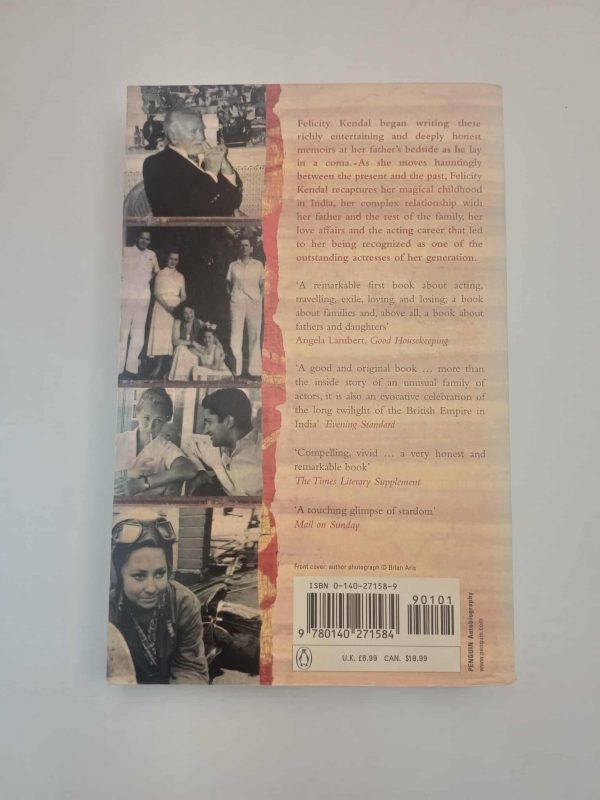 Felicity Kendal began writing these
richly entertaining and deeply honest
memoirs at her father's bedside as he lay
in a coma. As she moves hauntingly
between the present and the past, Felicity
Kendal recaptures her magical childhood
in India, her complex relationship with
her father and the rest of the family, her
love affairs and the acting career that led
to her being recognized as one of the
outstanding actresses of her generation.
'A remarkable first book about acting,
travelling, exile, loving and losing; a book
about families and, above all, a book about
fathers and daughters'
Angela Lambert, Good Housekeeping
'A good and original book ... more than
the inside story of an unusual family of
actors, it is also an evocative celebration of
the long twilight of the British Empire in
India' Evening Standard
'Compelling, vivid ... a very honest and
remarkable book'
The Times Literary Supplement
'A touching glimpse of stardom'
Mail on Sunday
Front cover: author photograph © Brian Aris
ISBN 0-140-27158-9
90101
9 780140 271584
U.K. £6.99 CAN. $18.99
PENGUIN Autobiography
www.penguin.com